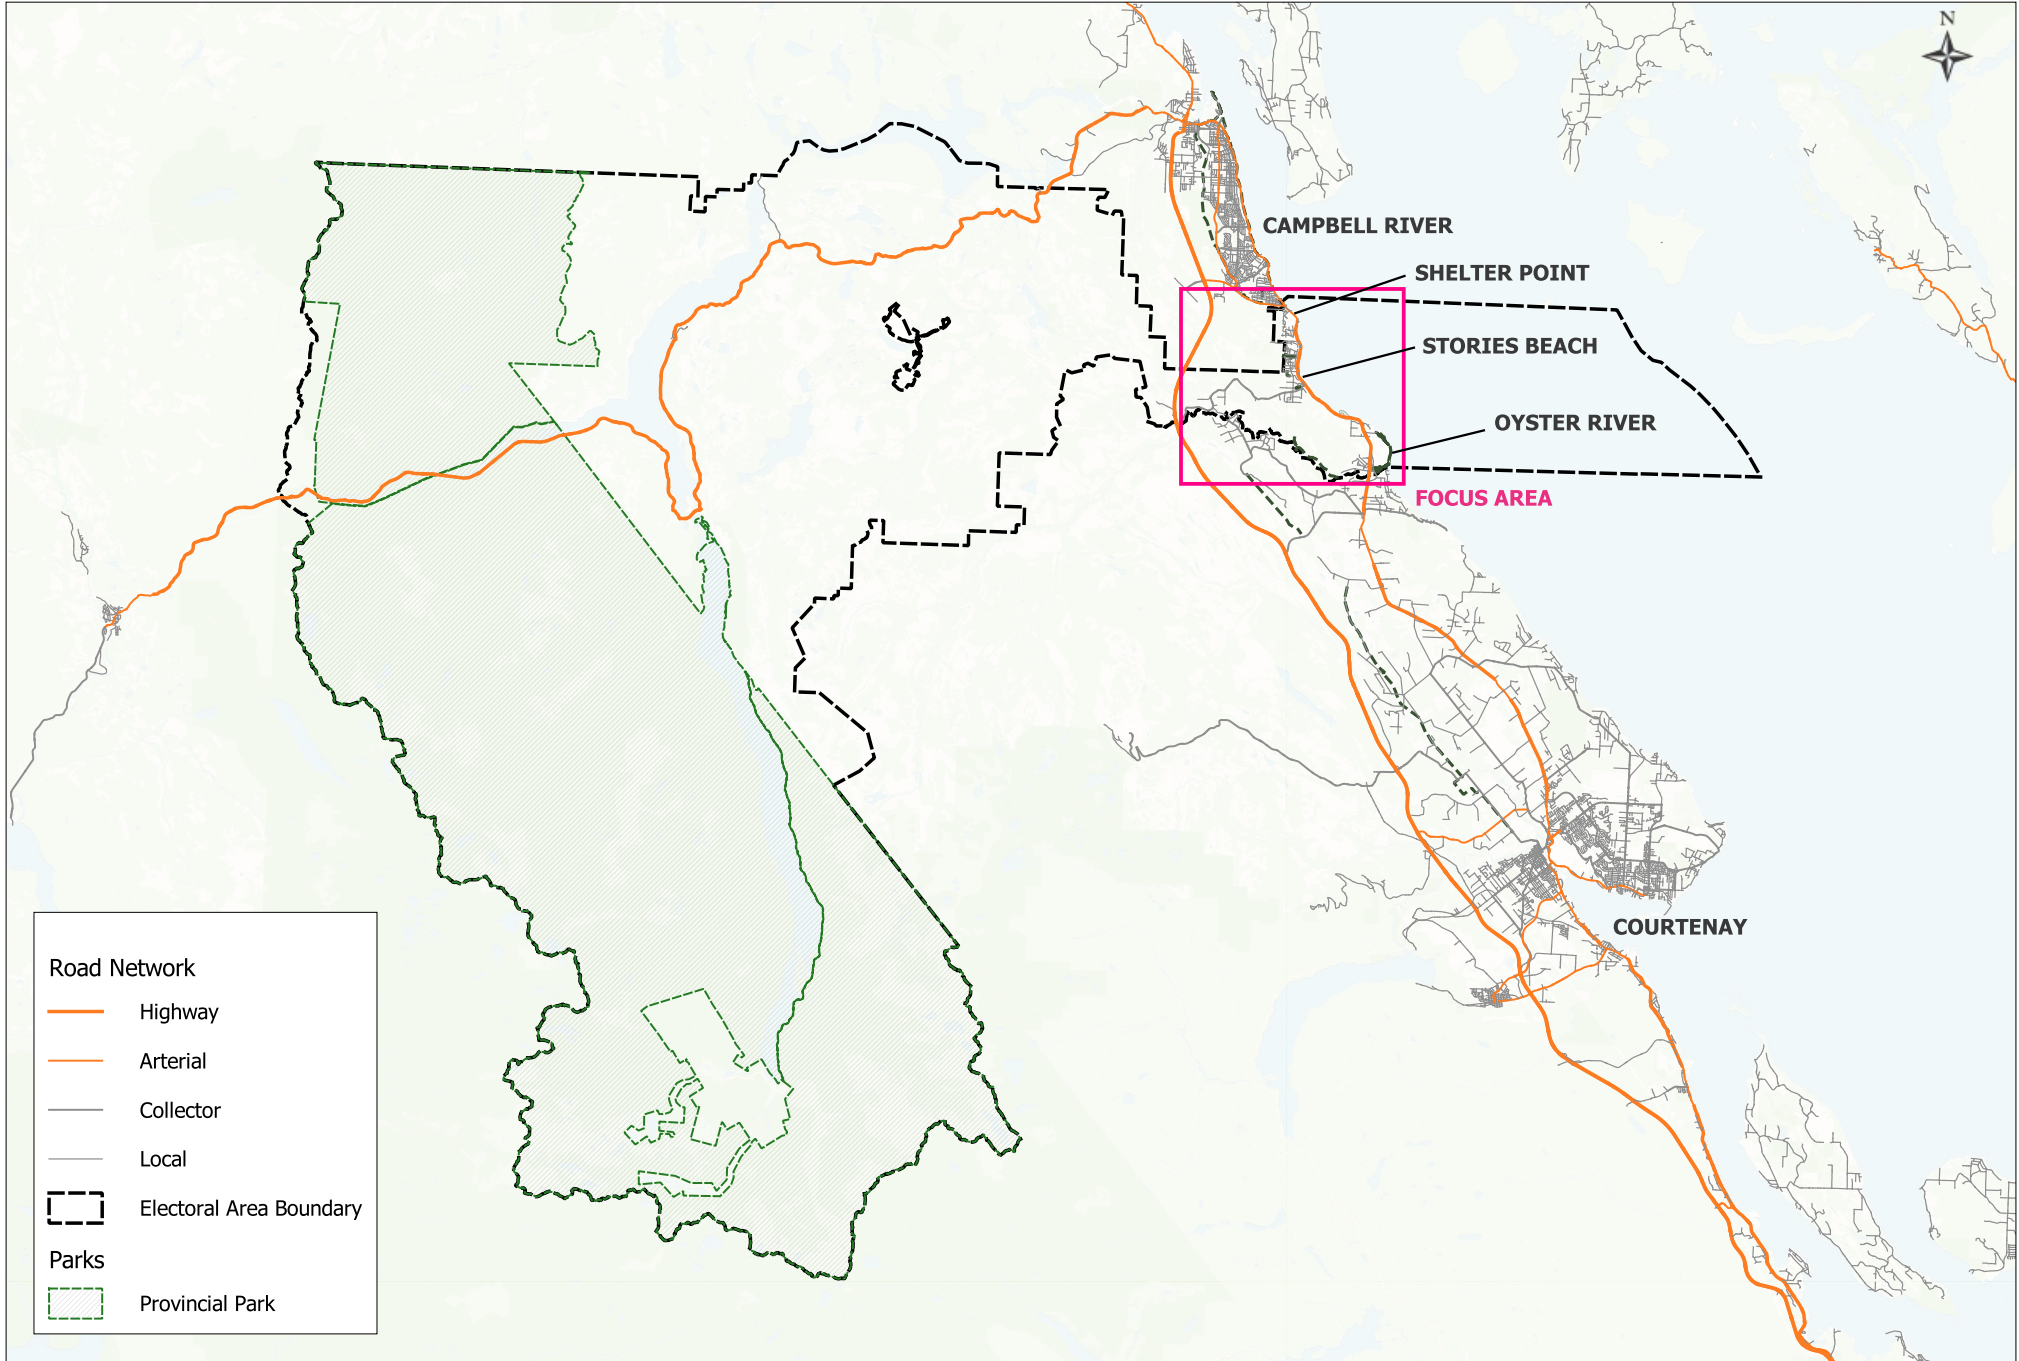 N
CAMPBELL RIVER
SHELTER POINT
STORIES BEACH
OYSTER RIVER
FOCUS AREA
COURTENAY
Road Network
Highway
Arterial
Collector
Local
Electoral Area Boundary
Parks
Provincial Park